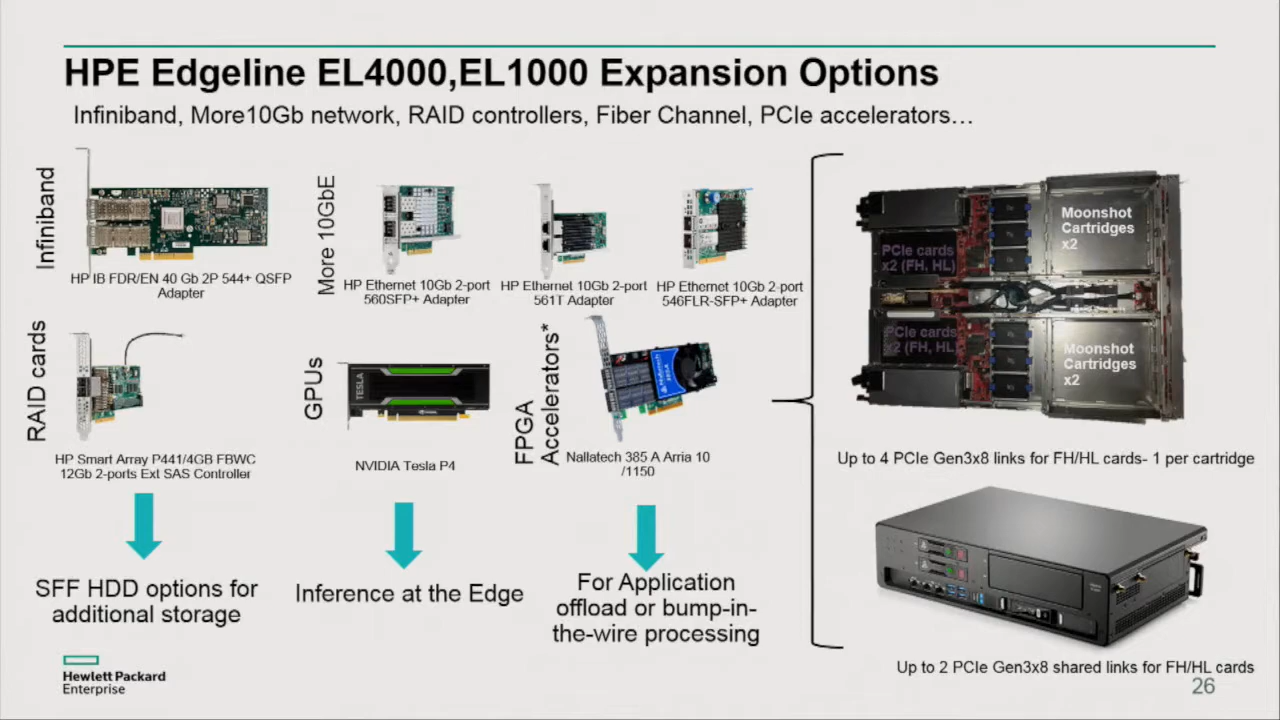 HPE Edgeline EL4000,EL1000 Expansion Options
Infiniband, More10Gb network, RAID controllers, Fiber Channel, PCIe accelerators…
Infiniband
HP IB FDR/EN 40 Gb 2P 544+ QSFP
Adapter
More 10GbE
HP Ethernet 10Gb 2-port
560SFP+ Adapter
HP Ethernet 10Gb 2-port
561T Adapter
HP Ethernet 10Gb 2-port
546FLR-SFP+ Adapter
RAID cards
HP Smart Array P441/4GB FBWC
12Gb 2-ports Ext SAS Controller
GPUs
TESLA
NVIDIA Tesla P4
FPGA
Accelerators*
Nallatech 385 A Arria 10
/1150
SFF HDD options for
additional storage
Inference at the Edge
For Application
offload or bump-in-
the-wire processing
PCIe cards
x2 (FH, HL)
Moonshot
Cartridges
x2
PCIe cards
x2 (FH, HL)
Moonshot
Cartridges
x2
Up to 4 PCIe Gen3x8 links for FH/HL cards- 1 per cartridge
Up to 2 PCIe Gen3x8 shared links for FH/HL cards
Hewlett Packard
Enterprise
26